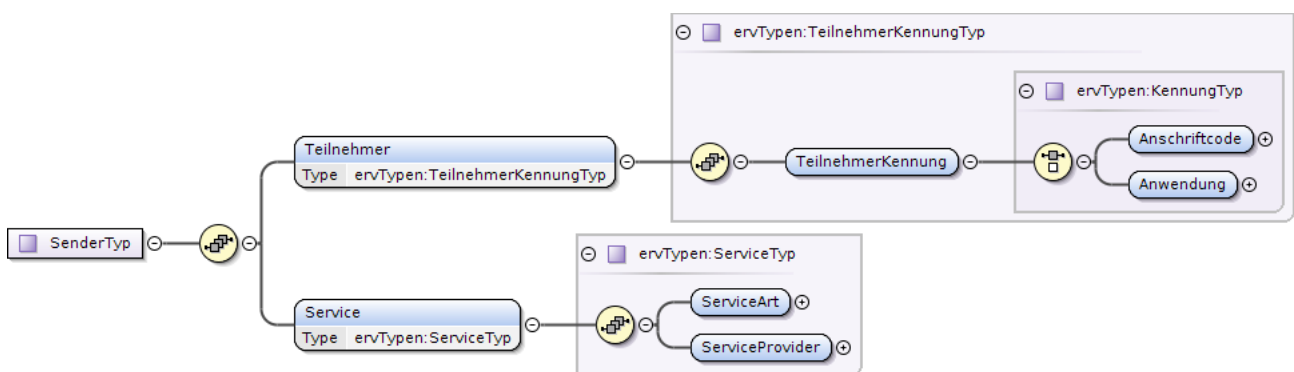 ervTypen:TeilnehmerKennungTyp
ervTypen:KennungTyp
Anschriftcode
Teilnehmer
Type ervTypen:TeilnehmerKennungTyp
TeilnehmerKennung
Anwendung
SenderTyp
ervTypen:ServiceTyp
Service
Type ervTypen:ServiceTyp
ServiceArt
ServiceProvider